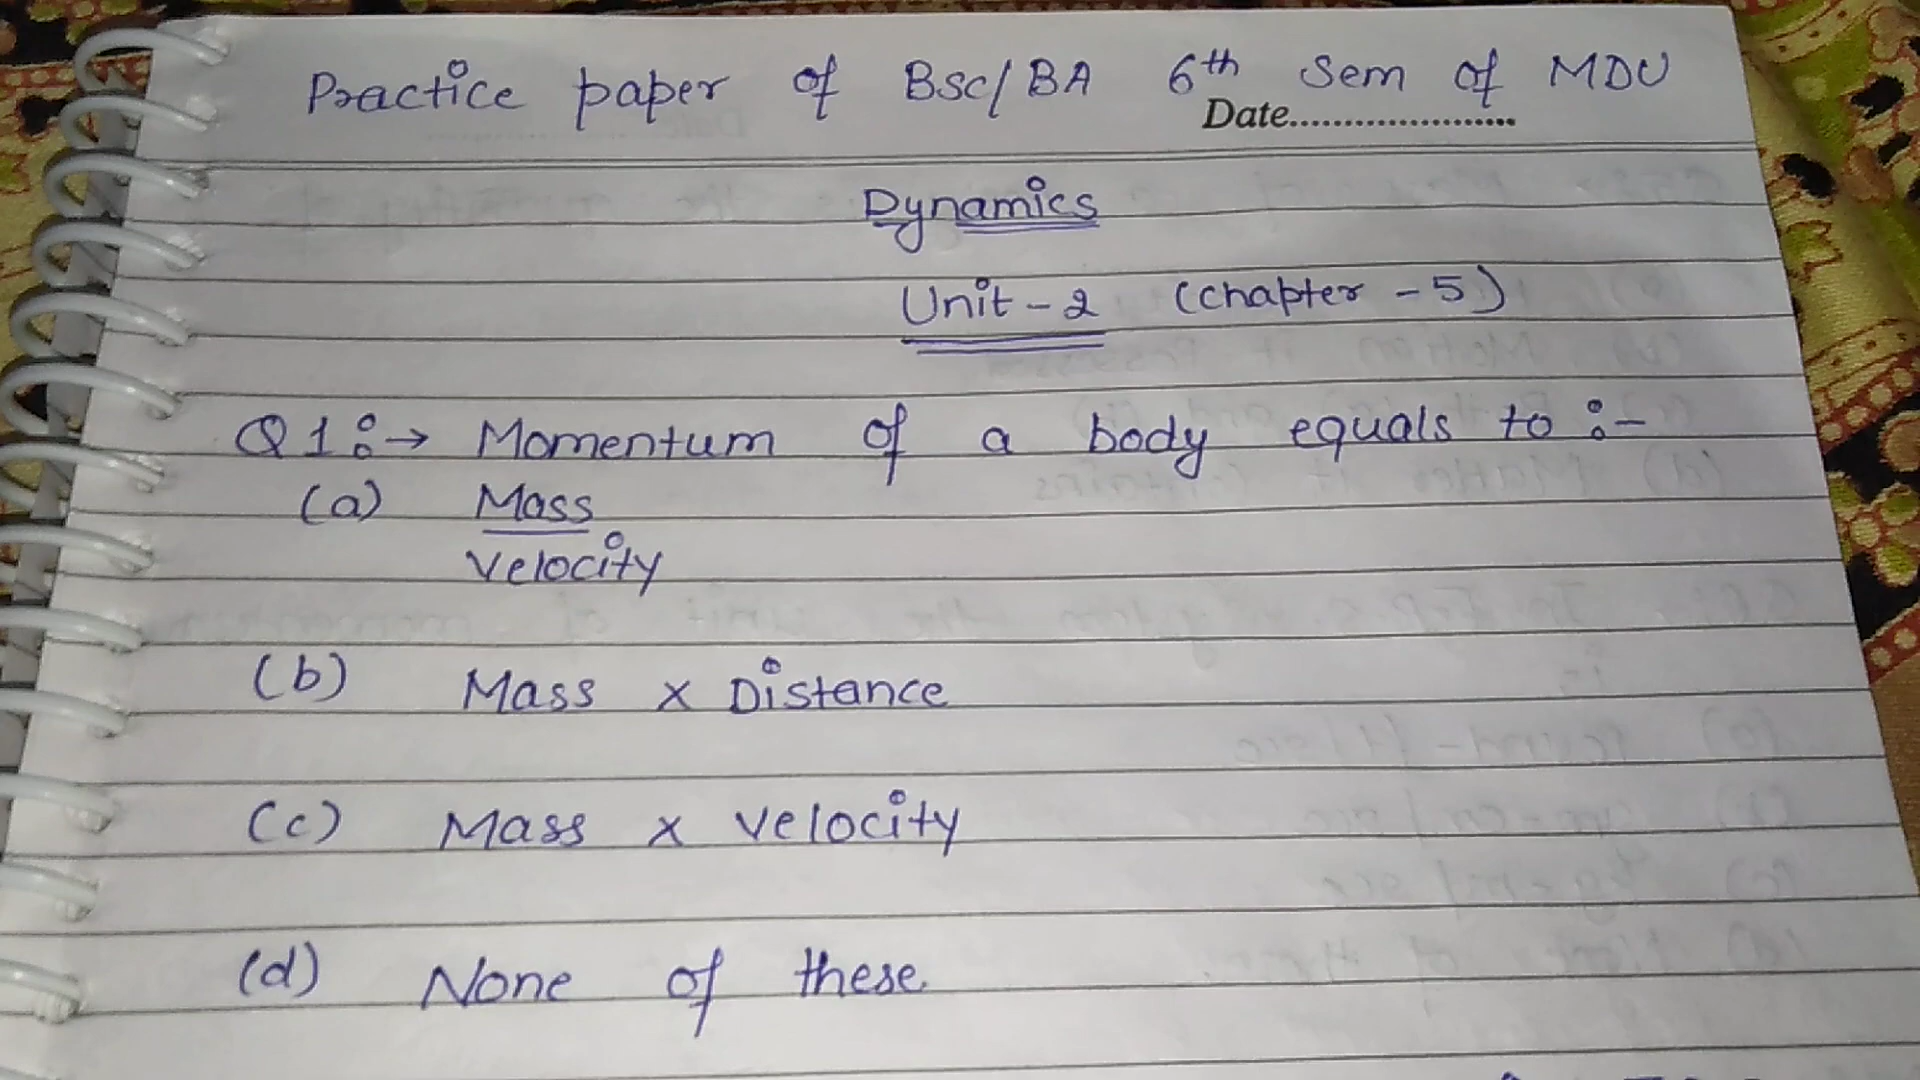 Practice paper of BSc/BA 6th Sem of MDU
Date.....................
Dynamics
Unit-2 (Chapter-5)
Q1:→ Momentum of a body equals to :-
(a) Mass
Velocity
(b) Mass x Distance
(c) Mass x velocity
(d) None of these